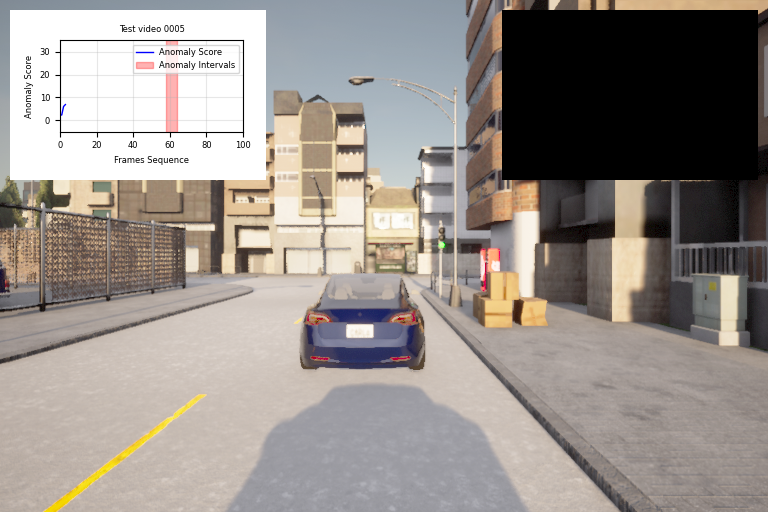 Test video 0005
Anomaly Score
Anomaly Intervals
30
20
10
0
Anomaly Score
0 20 40 60 80 100
Frames Sequence